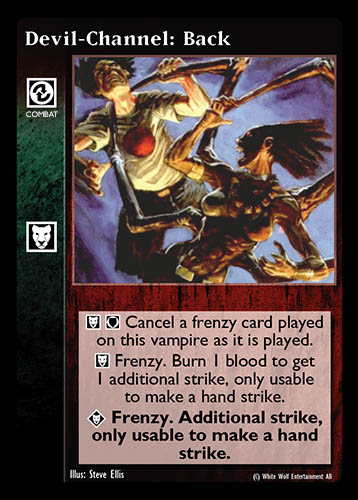 Devil-Channel: Back
COMBAT
Cancel a frenzy card played
on this vampire as it is played.
Frenzy. Burn 1 blood to get
1 additional strike, only usable
to make a hand strike.
Frenzy. Additional strike,
only usable to make a hand
strike.
Illus: Steve Ellis
(C) White Wolf Entertainment AB